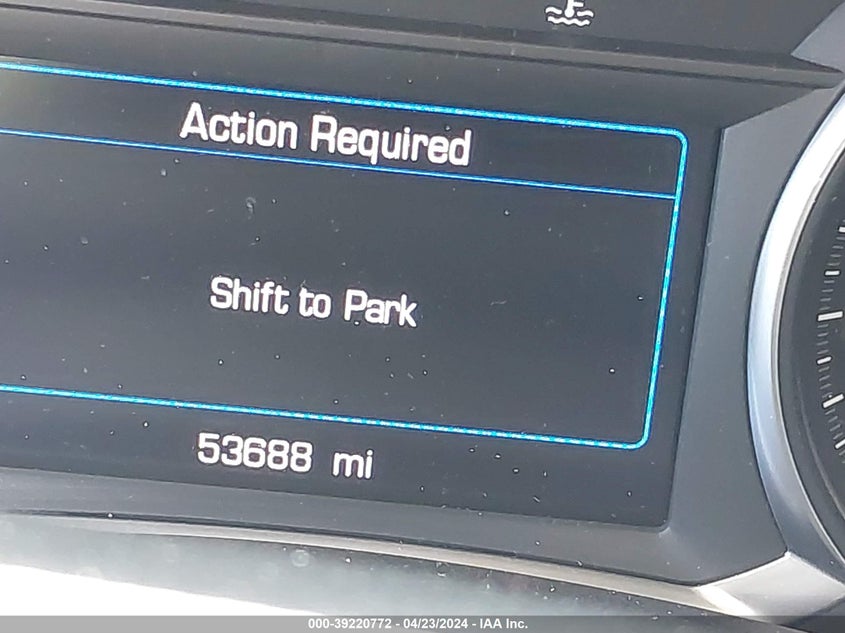 Action Required
Shift to Park
53688 mi
000-39220772 - 04/23/2024 - IAA Inc.